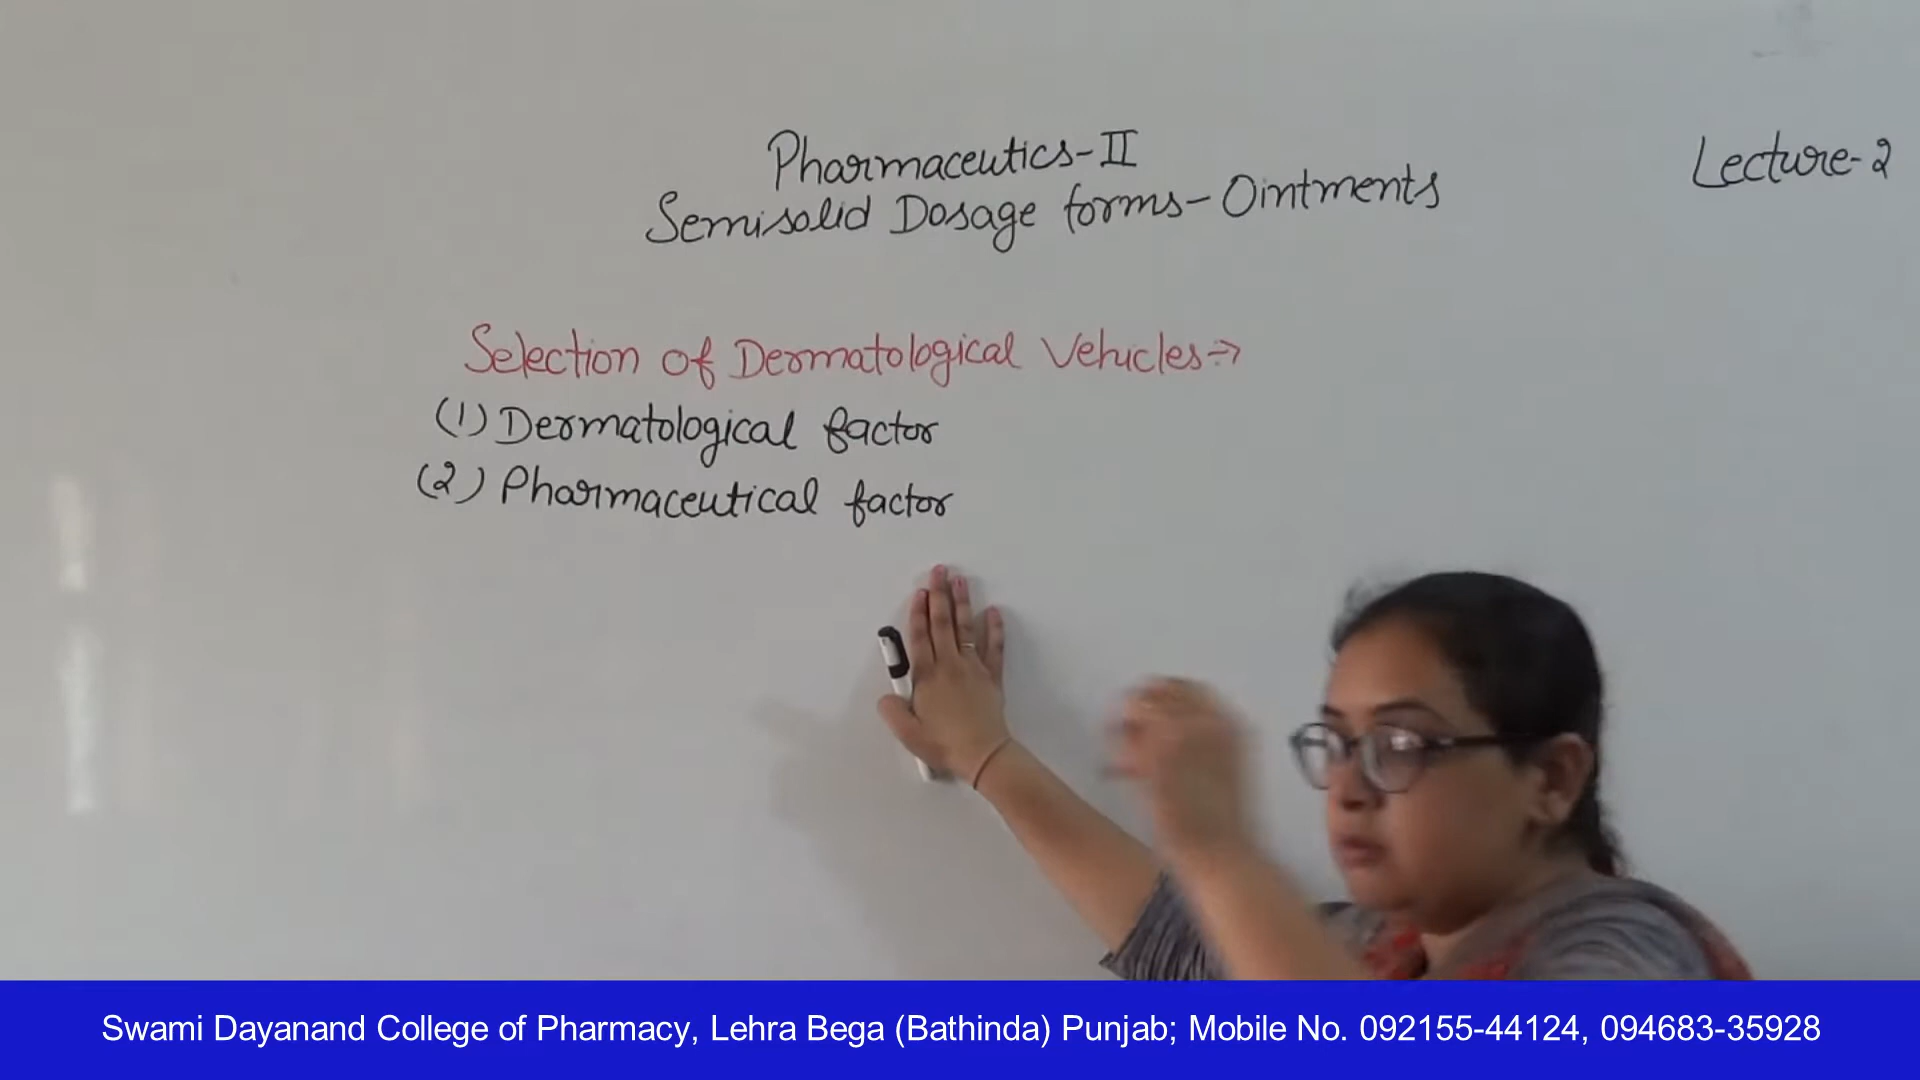 Pharmaceutics-II
Lecture-2
Semisolid Dosage forms-Ointments
Selection of Dermatological Vehicles→
(1) Dermatological factor
(2) Pharmaceutical factor
Swami Dayanand College of Pharmacy, Lehra Bega (Bathinda) Punjab; Mobile No. 092155-44124, 094683-35928